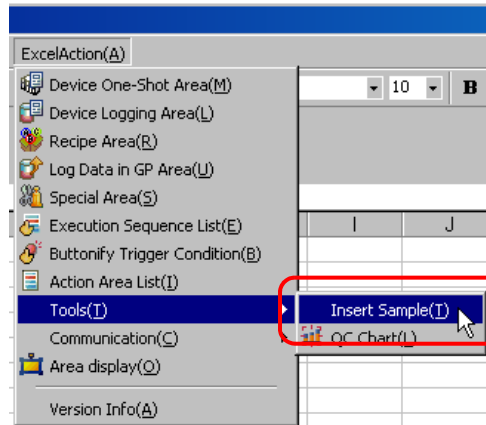 ExcelAction(A)
Device One-Shot Area(M)
10 B
Device Logging Area(L)
Recipe Area(R)
Log Data in GP Area(U)
Special Area(S)
Execution Sequence List(E)
I J
Buttonify Trigger Condition(B)
Action Area List(I)
Tools(T)
Insert Sample(T)
Communication(C)
QC Chart(L)
Area display(O)
Version Info(A)